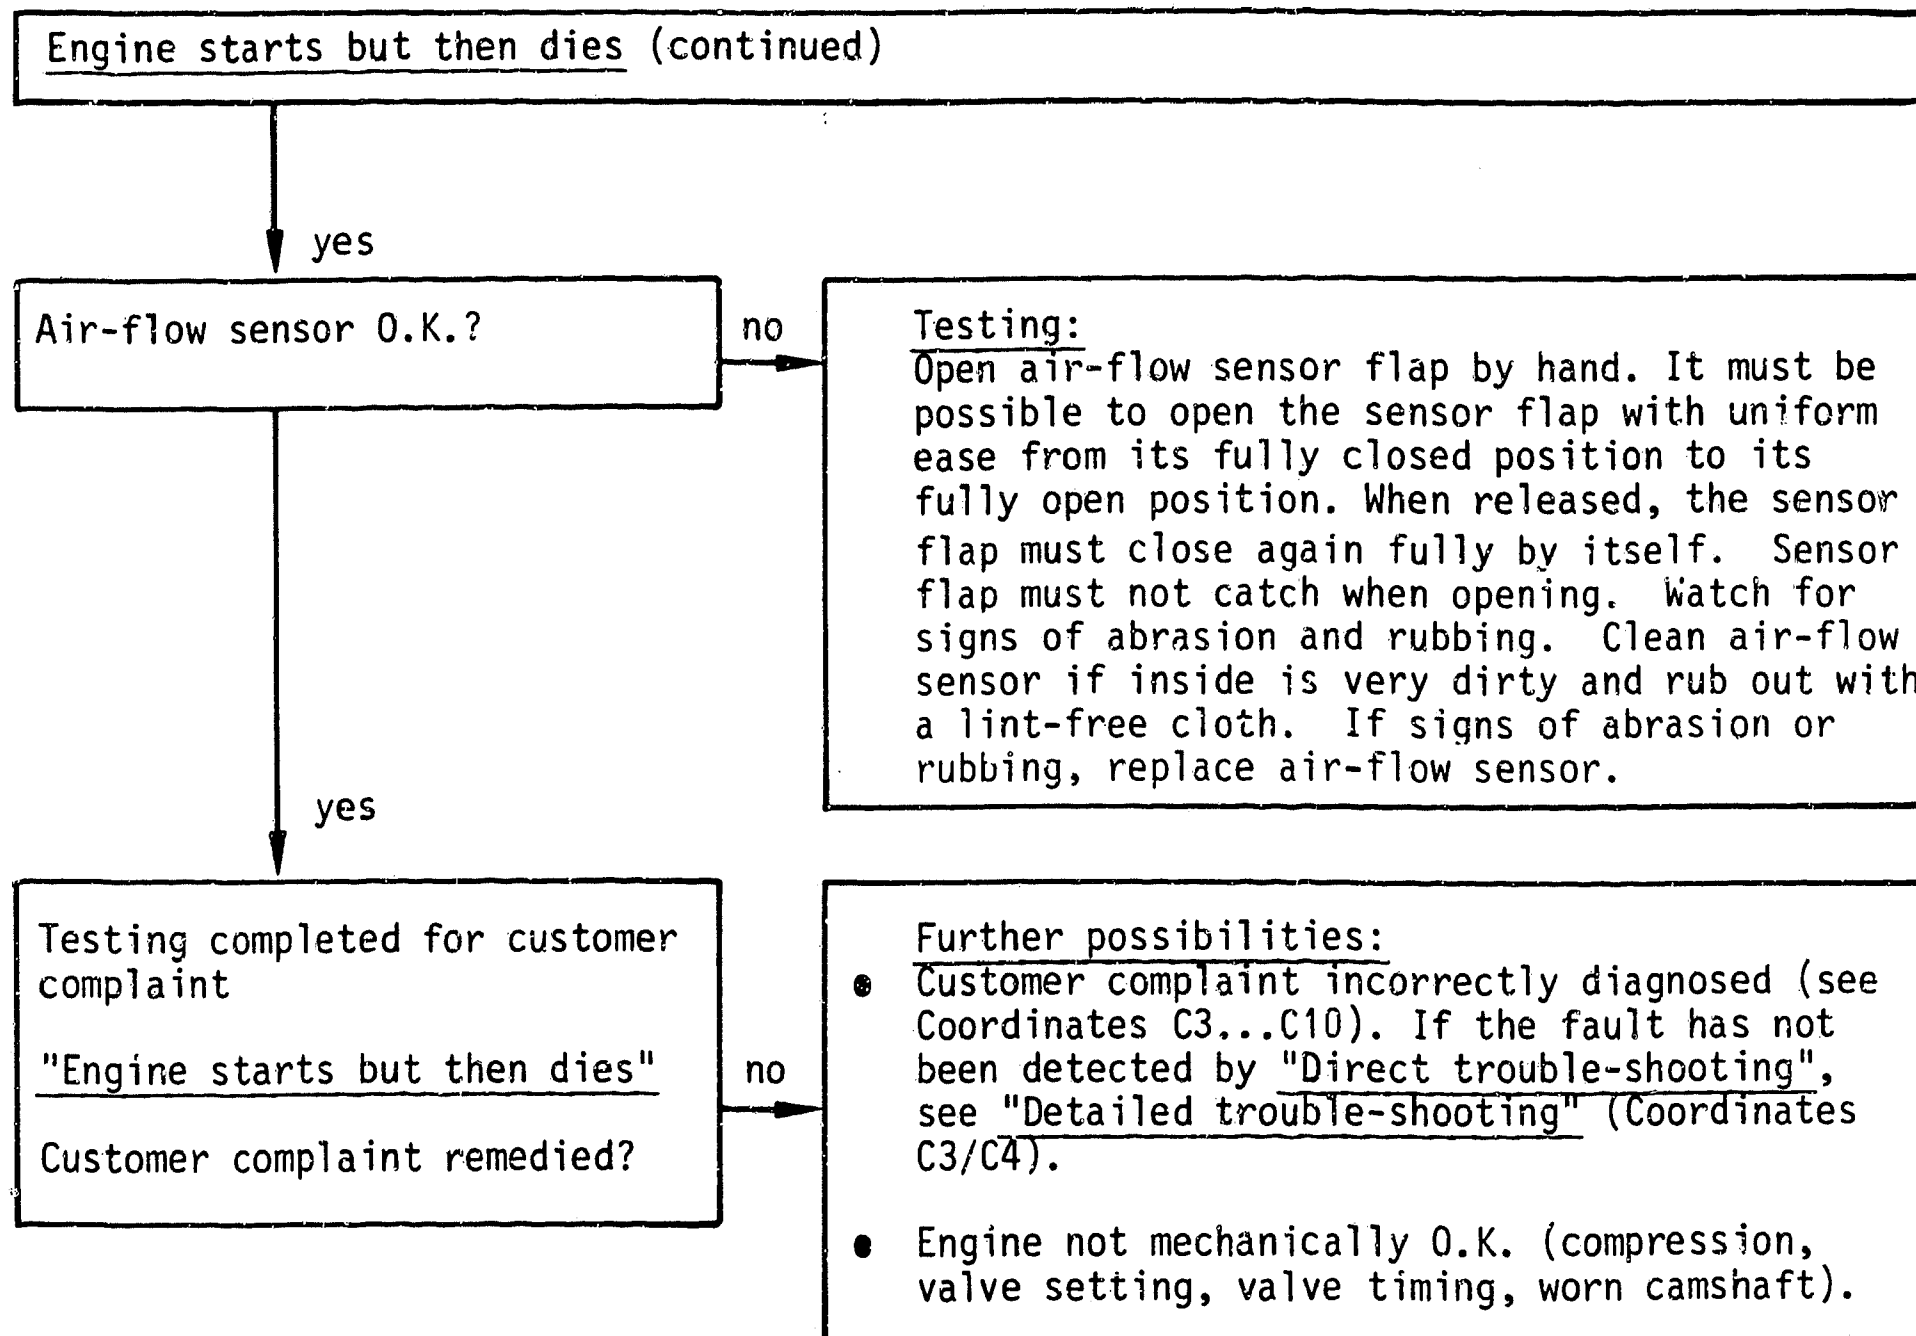 Engine starts but then dies (continued)
yes
Air-flow sensor O.K.?
no
Testing:
Open air-flow sensor flap by hand. It must be
possible to open the sensor flap with uniform
ease from its fully closed position to its
fully open position. When released, the sensor
flap must close again fully by itself. Sensor
flap must not catch when opening. Watch for
signs of abrasion and rubbing. Clean air-flow
sensor if inside is very dirty and rub out with
a lint-free cloth. If signs of abrasion or
rubbing, replace air-flow sensor.
yes
Testing completed for customer
complaint
"Engine starts but then dies"
Customer complaint remedied?
no
Further possibilities:
● Customer complaint incorrectly diagnosed (see
Coordinates C3...C10). If the fault has not
been detected by "Direct trouble-shooting",
see "Detailed trouble-shooting" (Coordinates
C3/C4).
● Engine not mechanically O.K. (compression,
valve setting, valve timing, worn camshaft).